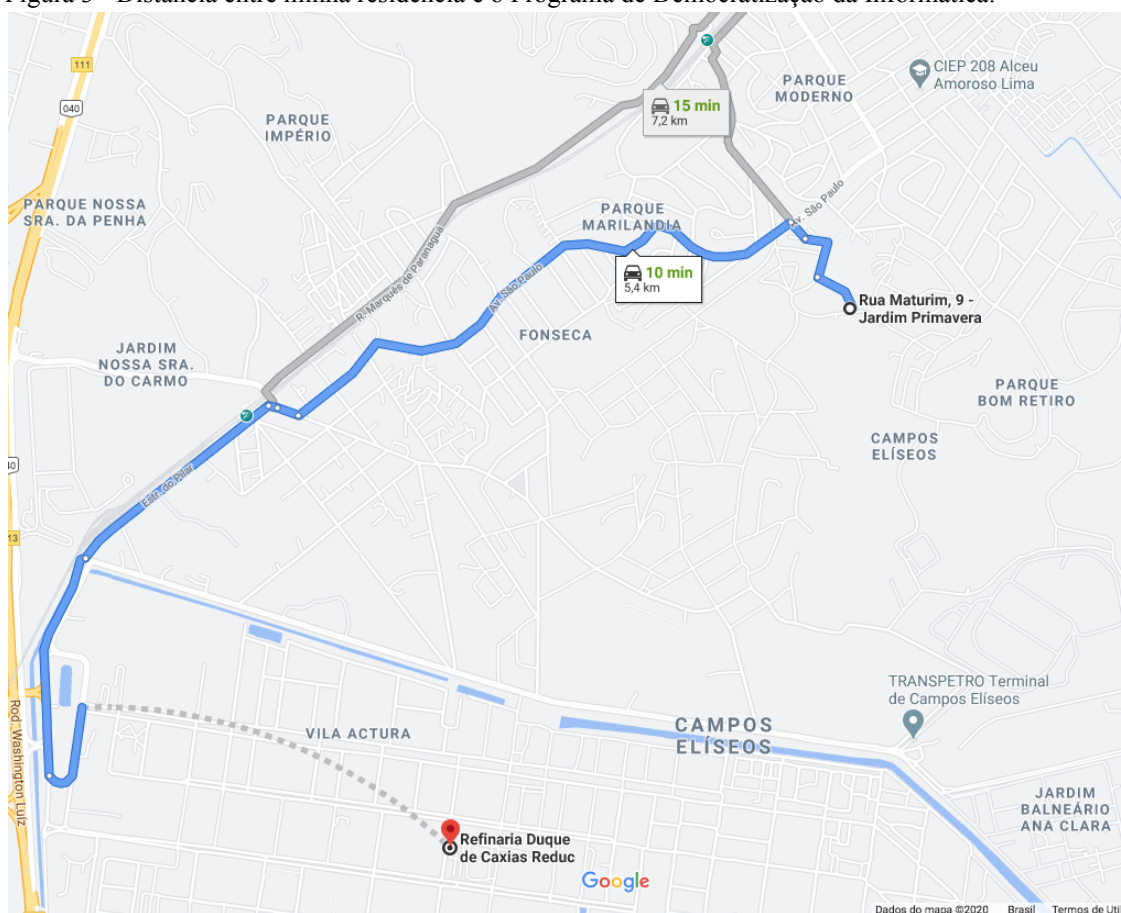 Figura 3 - Distância entre minha residência e o Programa de Democratização da Informática.
111
040
CIEP 208 Alceu
Amoroso Lima
PARQUE
MODERNO
15 min
7,2 km
PARQUE
IMPÉRIO
PARQUE NOSSA
SRA. DA PENHA
PARQUE
MARILANDIA
Av. São Paulo
R. Marquês de Paranaguá
10 min
5,4 km
Av. São Paulo
Rua Maturim, 9 -
Jardim Primavera
FONSECA
JARDIM
NOSSA SRA.
DO CARMO
PARQUE
BOM RETIRO
CAMPOS
ELÍSEOS
Estr. do Pilar
13
TRANSPETRO Terminal
de Campos Elíseos
Rod. Washington Luiz
VILA ACTURA
CAMPOS
ELÍSEOS
JARDIM
BALNEÁRIO
ANA CLARA
Refinaria Duque
de Caxias Reduc
Google
Dados do mapa ©2020 Brasil Termos de Util